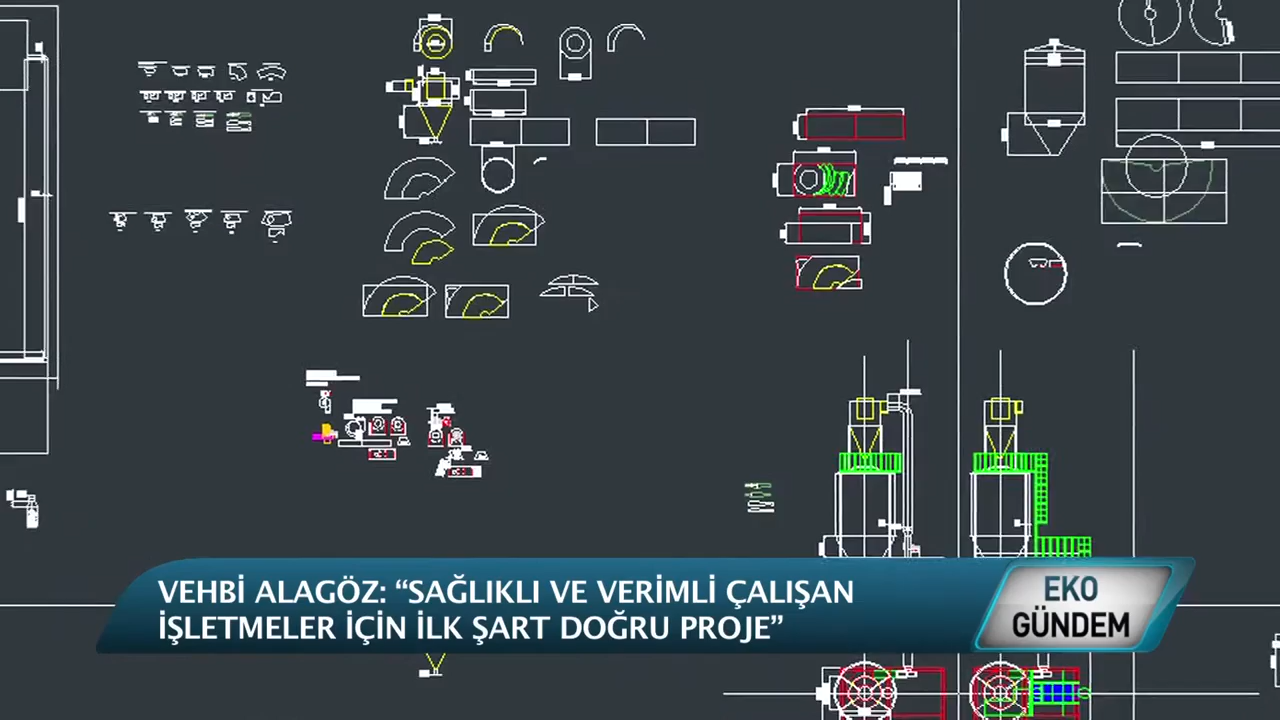 VEHBİ ALAGÖZ: “SAĞLIKLI VE VERİMLİ ÇALIŞAN
İŞLETMELER İÇİN İLK ŞART DOĞRU PROJE”
EKO
GÜNDEM